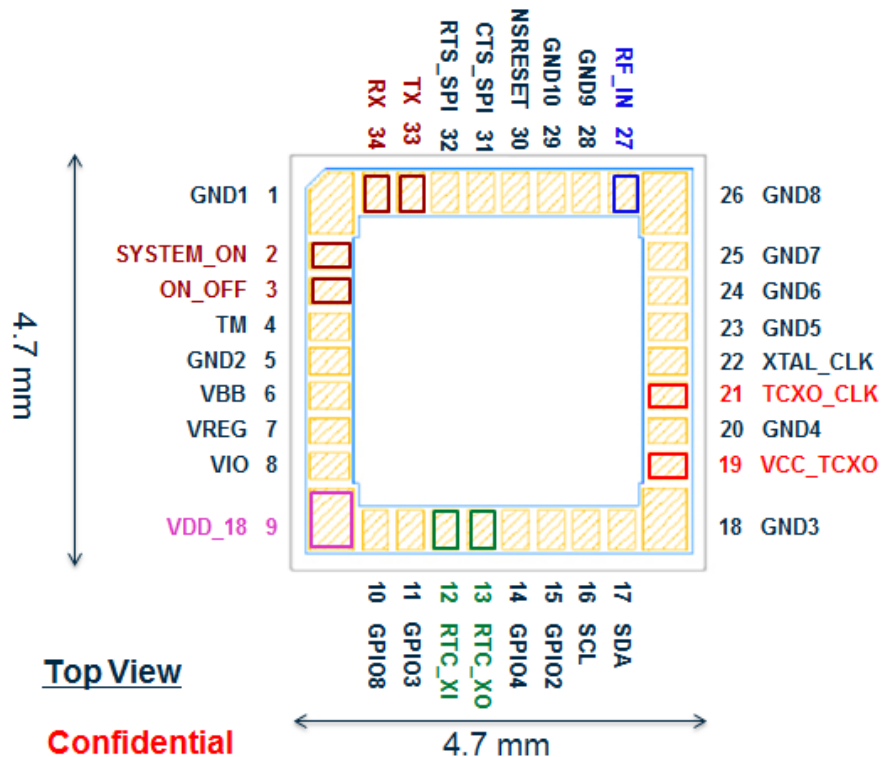 RX 34
TX 33
RTS_SPI 32
CTS_SPI 31
NSRESET 30
GND10 29
GND9 28
RF_IN 27
GND1 1
SYSTEM_ON 2
ON_OFF 3
TM 4
GND2 5
VBB 6
VREG 7
VIO 8
VDD_18 9
4.7 mm
26 GND8
25 GND7
24 GND6
23 GND5
22 XTAL_CLK
21 TCXO_CLK
20 GND4
19 VCC_TCXO
18 GND3
10 GPIO8
11 GPIO3
12 RTC_XI
13 RTC_XO
14 GPIO4
15 GPIO2
16 SCL
17 SDA
Top View
Confidential
4.7 mm